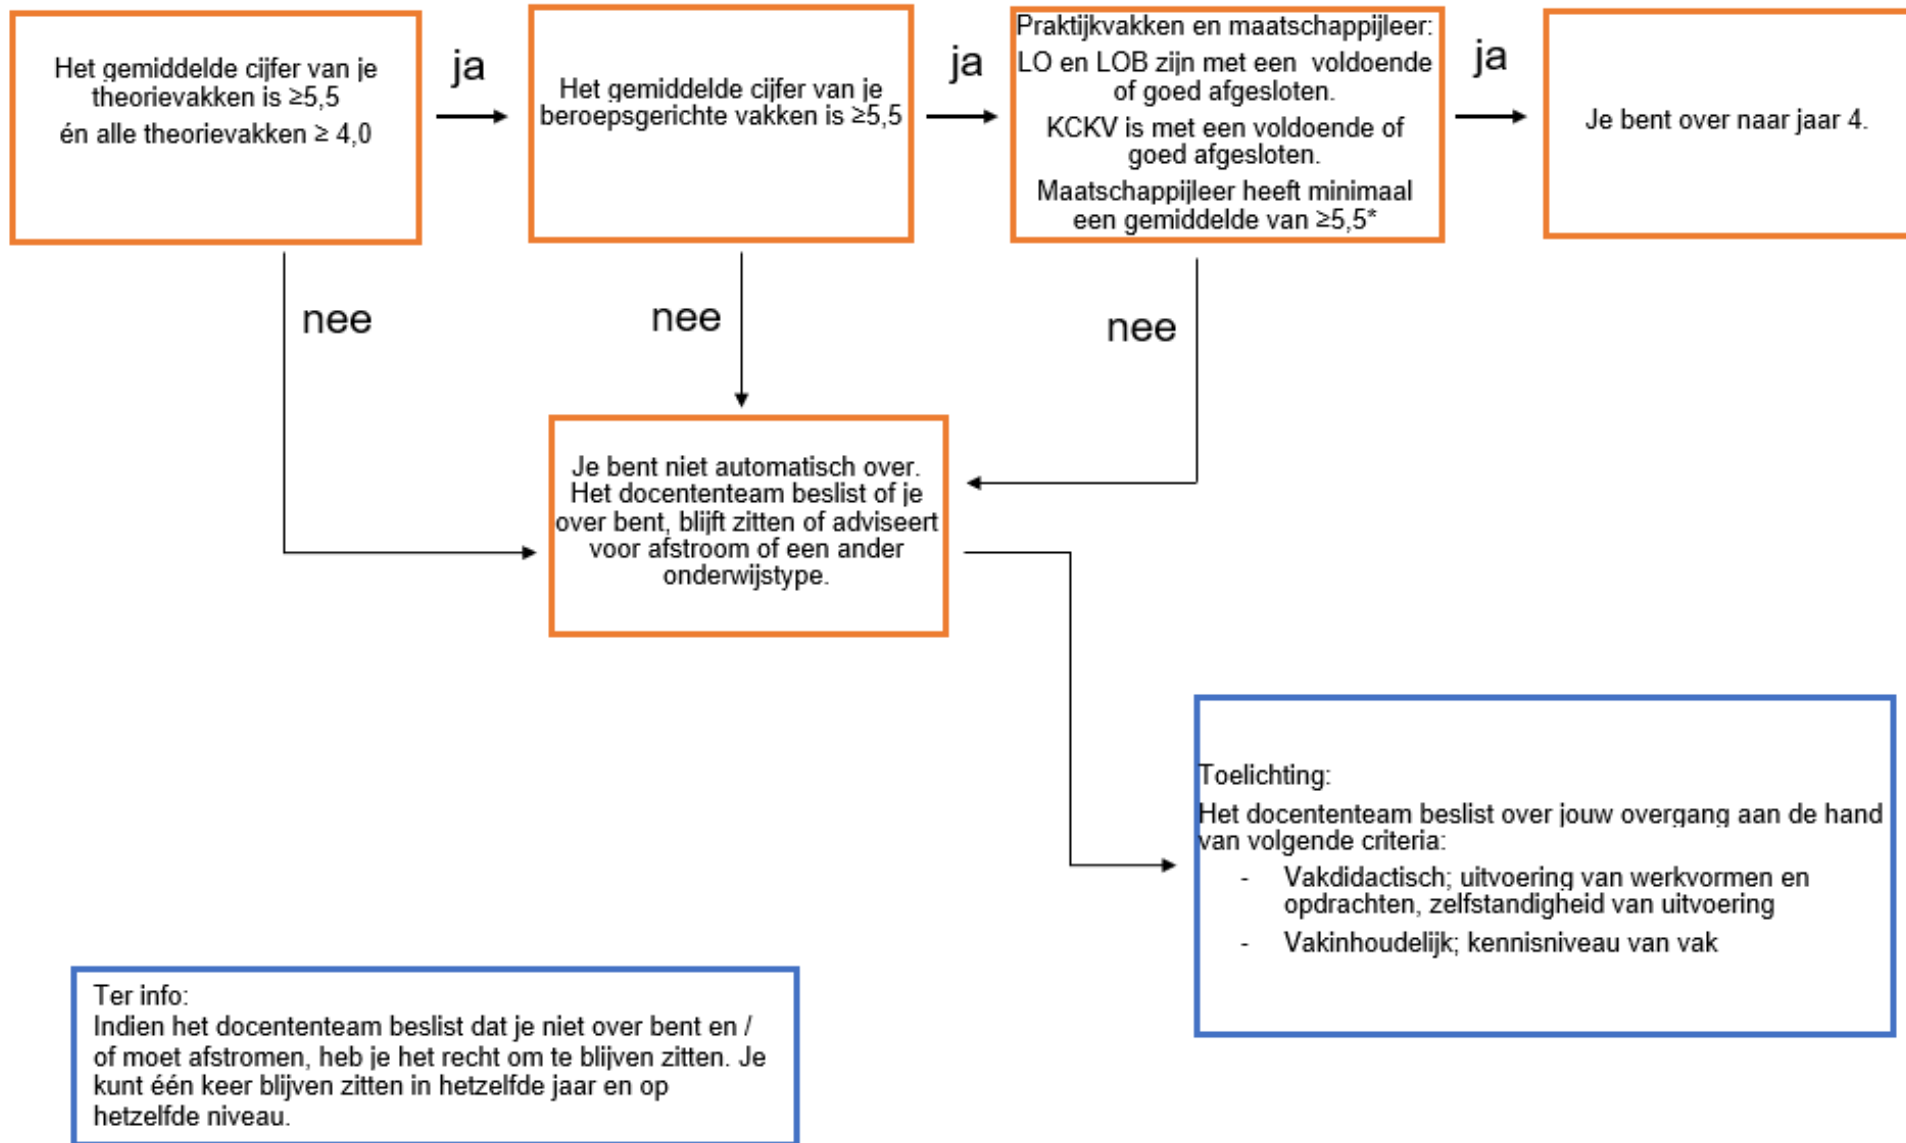 Het gemiddelde cijfer van je
theorievakken is ≥5,5
én alle theorievakken ≥ 4,0
ja
Het gemiddelde cijfer van je
beroepsgerichte vakken is ≥5,5
ja
Praktijkvakken en maatschappijleer:
LO en LOB zijn met een voldoende
of goed afgesloten.
KCKV is met een voldoende of
goed afgesloten.
Maatschappijleer heeft minimaal
een gemiddelde van ≥5,5*
ja
Je bent over naar jaar 4.
nee
nee
nee
Je bent niet automatisch over.
Het docententeam beslist of je
over bent, blijft zitten of adviseert
voor afstroom of een ander
onderwijstype.
Toelichting:
Het docententeam beslist over jouw overgang aan de hand
van volgende criteria:
- Vakdidactisch; uitvoering van werkvormen en
opdrachten, zelfstandigheid van uitvoering
- Vakinhoudelijk; kennisniveau van vak
Ter info:
Indien het docententeam beslist dat je niet over bent en /
of moet afstromen, heb je het recht om te blijven zitten. Je
kunt één keer blijven zitten in hetzelfde jaar en op
hetzelfde niveau.